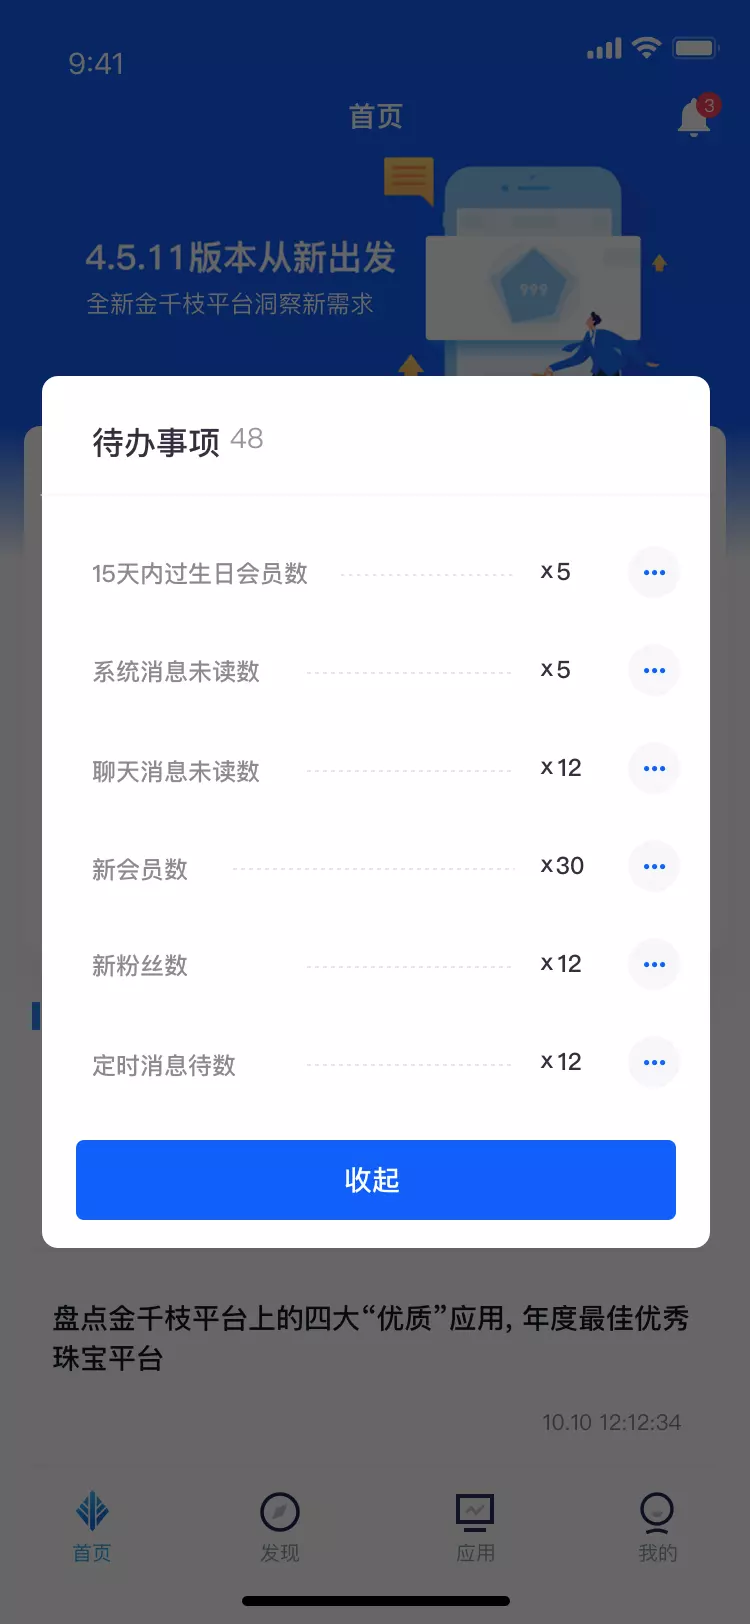 9:41
首页
3
4.5.11版本从新出发
全新金千枝平台洞察新需求
999
待办事项 48
15天内过生日会员数 x5
系统消息未读数 x5
聊天消息未读数 x12
新会员数 x30
新粉丝数 x12
定时消息待数 x12
收起
盘点金千枝平台上的四大“优质”应用, 年度最佳优秀
珠宝平台
10.10 12:12:34
首页 发现 应用 我的